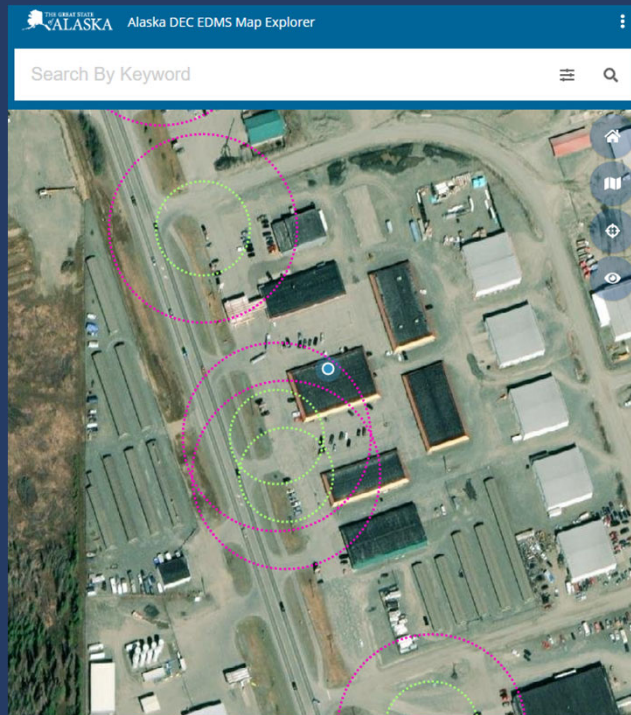 THE GREAT STATE
of ALASKA
Alaska DEC EDMS Map Explorer
Search By Keyword